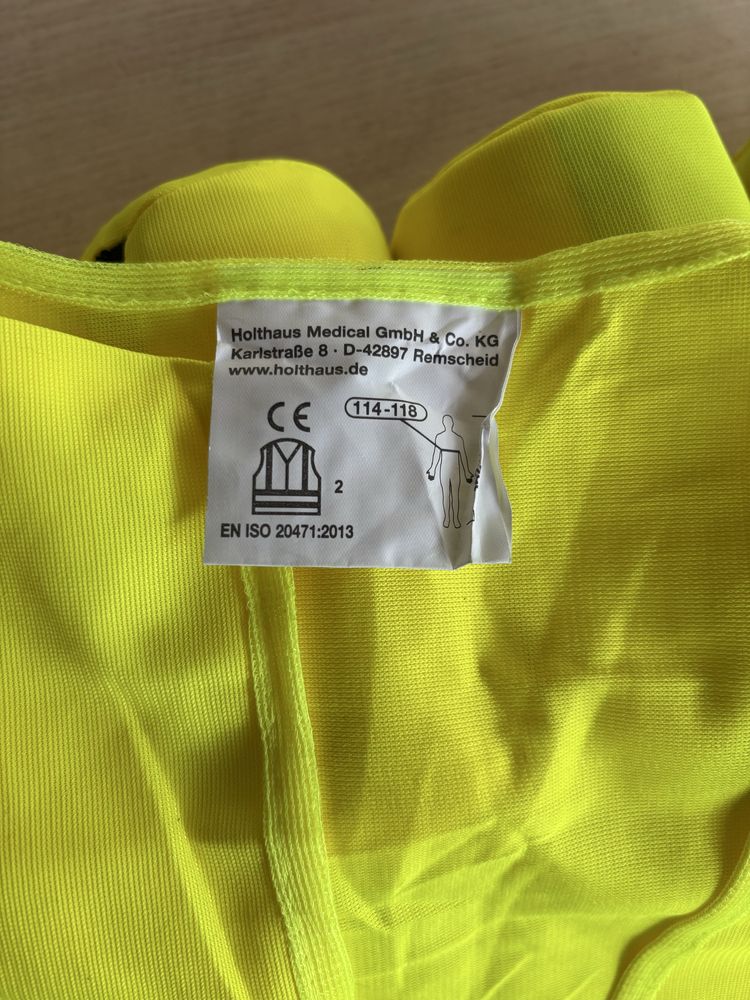 Holthaus Medical GmbH & Co. KG
Karlstraße 8 · D-42897 Remscheid
www.holthaus.de
CE
114-118
2
EN ISO 20471:2013